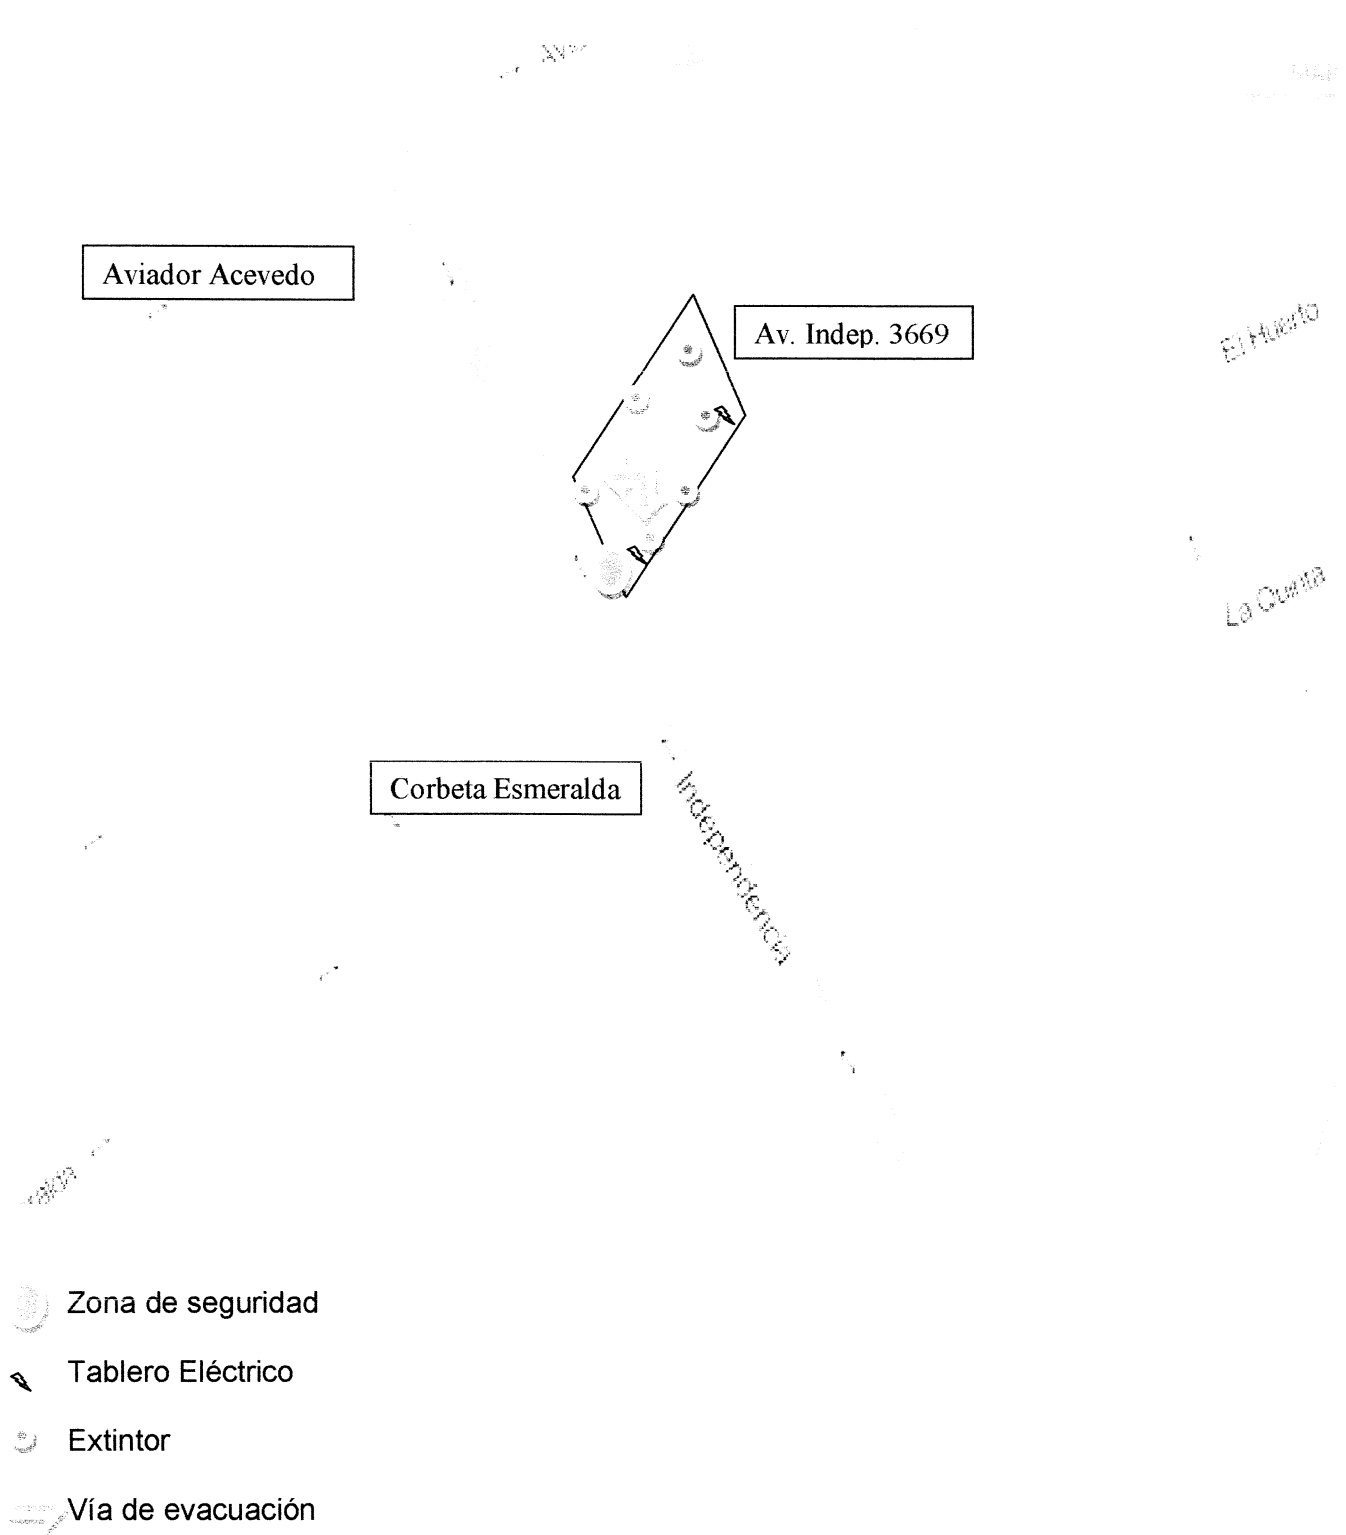 Aviador Acevedo
Av. Indep. 3669
El Huerto
La Quinta
Corbeta Esmeralda
Independencia
Zona de seguridad
Tablero Eléctrico
Extintor
Vía de evacuación